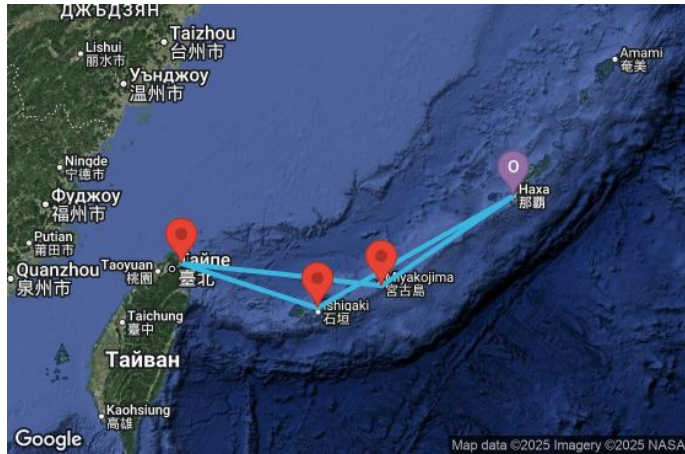 ДЖЪДЗЯН
Taizhou
台州市
Lishui
丽水市
Уънджоу
温州市
Amami
奄美
Ningde
宁德市
O
Фуджоу
福州市
Наха
那覇
Putian
莆田市
Тайпе
臺北
Taoyuan
桃園
Quanzhou
泉州市
Miyakojima
宮古島
Ishigaki
石垣
Taichung
臺中
Тайван
Kaohsiung
高雄
Google
Map data ©2025 Imagery ©2025 NASA